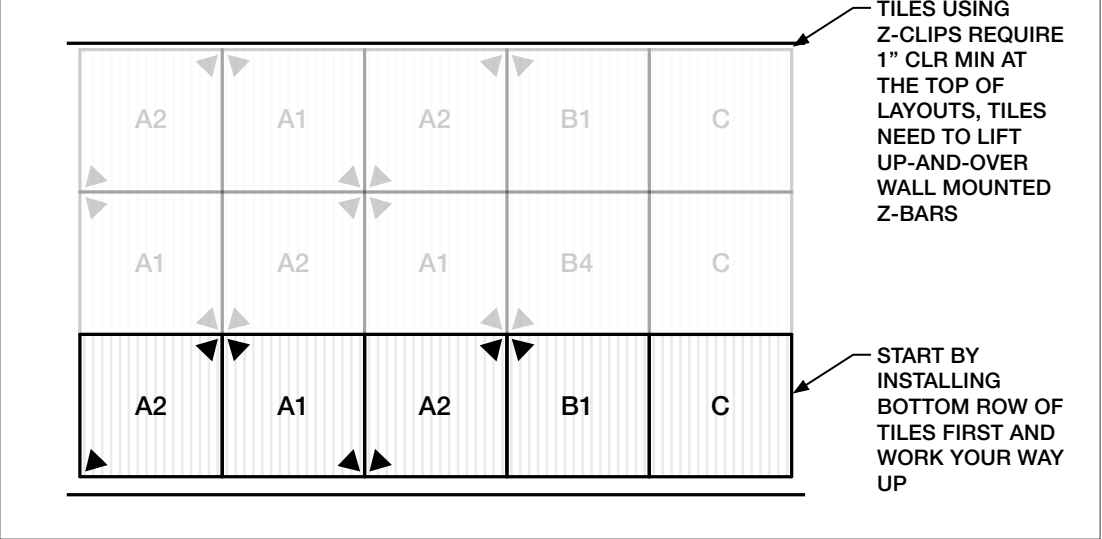 TILES USING
Z-CLIPS REQUIRE
1” CLR MIN AT
THE TOP OF
LAYOUTS, TILES
NEED TO LIFT
UP-AND-OVER
WALL MOUNTED
Z-BARS
A2 A1 A2 B1 C
A1 A2 A1 B4 C
A2 A1 A2 B1 C
START BY
INSTALLING
BOTTOM ROW OF
TILES FIRST AND
WORK YOUR WAY
UP